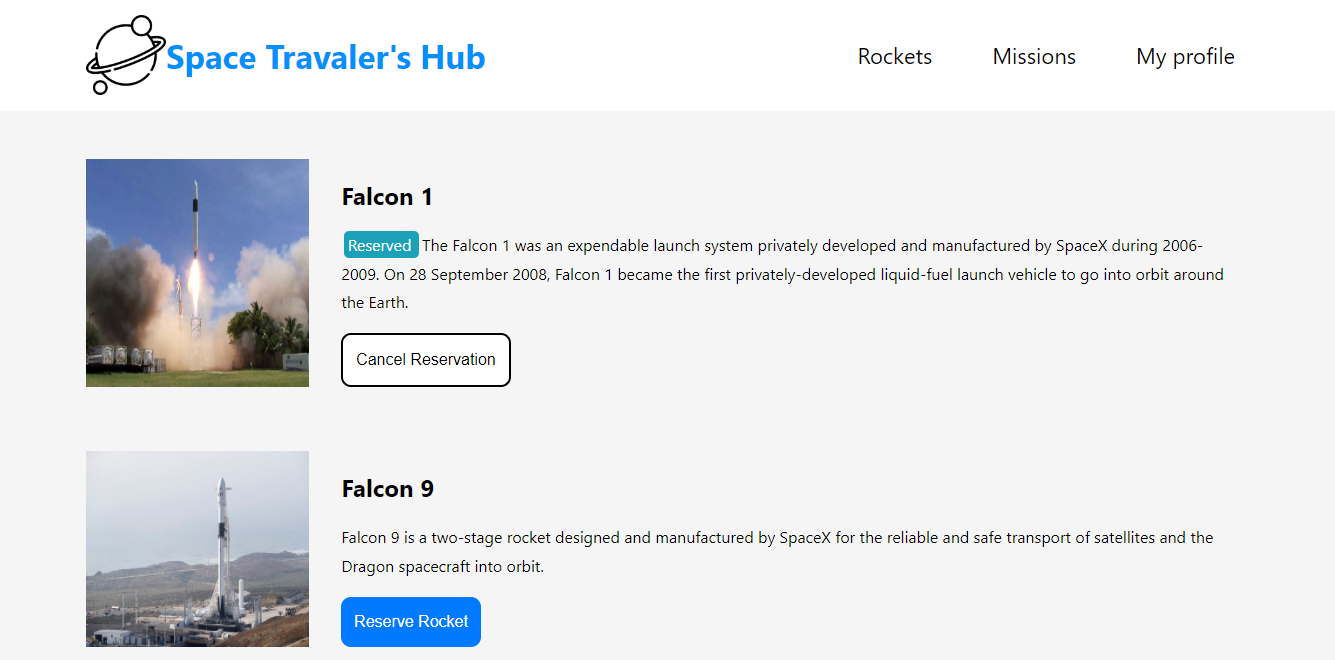 Space Travaler's Hub
Rockets
Missions
My profile
Falcon 1
Reserved The Falcon 1 was an expendable launch system privately developed and manufactured by SpaceX during 2006-
2009. On 28 September 2008, Falcon 1 became the first privately-developed liquid-fuel launch vehicle to go into orbit around
the Earth.
Cancel Reservation
Falcon 9
Falcon 9 is a two-stage rocket designed and manufactured by SpaceX for the reliable and safe transport of satellites and the
Dragon spacecraft into orbit.
Reserve Rocket